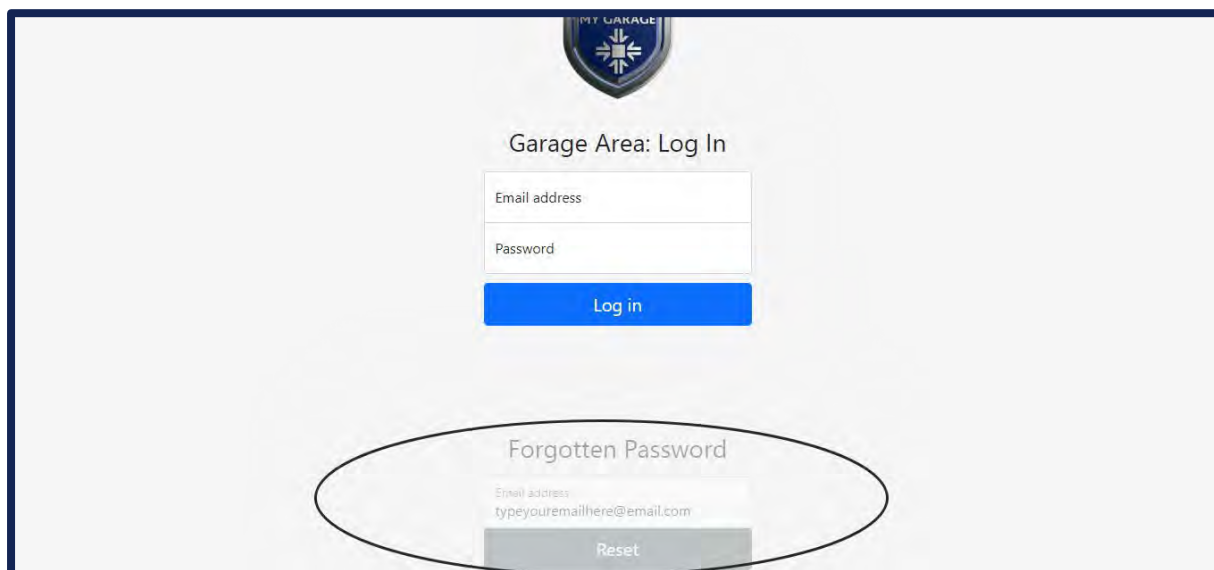 MY GARAGE
Garage Area: Log In
Email address
Password
Log in
Forgotten Password
Email address
typeyouremailhere@email.com
Reset